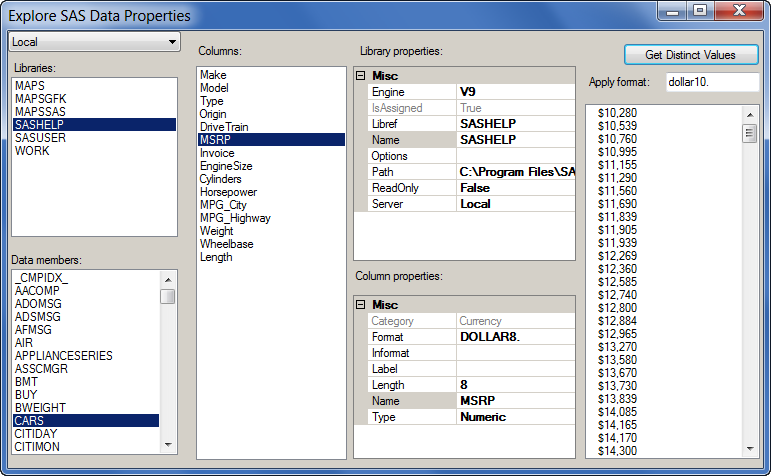 Explore SAS Data Properties
Local
Libraries:
MAPS
MAPSGFK
MAPSSAS
SASHELP
SASUSER
WORK
Data members:
_CMPIDX_
AACOMP
ADOMSG
ADSMSG
AFMSG
AIR
APPLIANCESERIES
ASSCMGR
BMT
BUY
BWEIGHT
CARS
CITIDAY
CITIMON
Columns:
Make
Model
Type
Origin
DriveTrain
MSRP
Invoice
EngineSize
Cylinders
Horsepower
MPG_City
MPG_Highway
Weight
Wheelbase
Length
Library properties:
Misc
Engine V9
IsAssigned True
Libref SASHELP
Name SASHELP
Options
Path C:\Program Files\SA
ReadOnly False
Server Local
Column properties:
Misc
Category Currency
Format DOLLAR8.
Informat
Label
Length 8
Name MSRP
Type Numeric
Get Distinct Values
Apply format: dollar10.
$10,280
$10,539
$10,760
$10,995
$11,155
$11,290
$11,560
$11,690
$11,839
$11,905
$11,939
$12,269
$12,360
$12,585
$12,740
$12,800
$12,884
$12,965
$13,270
$13,580
$13,670
$13,730
$13,839
$14,085
$14,165
$14,170
$14,300